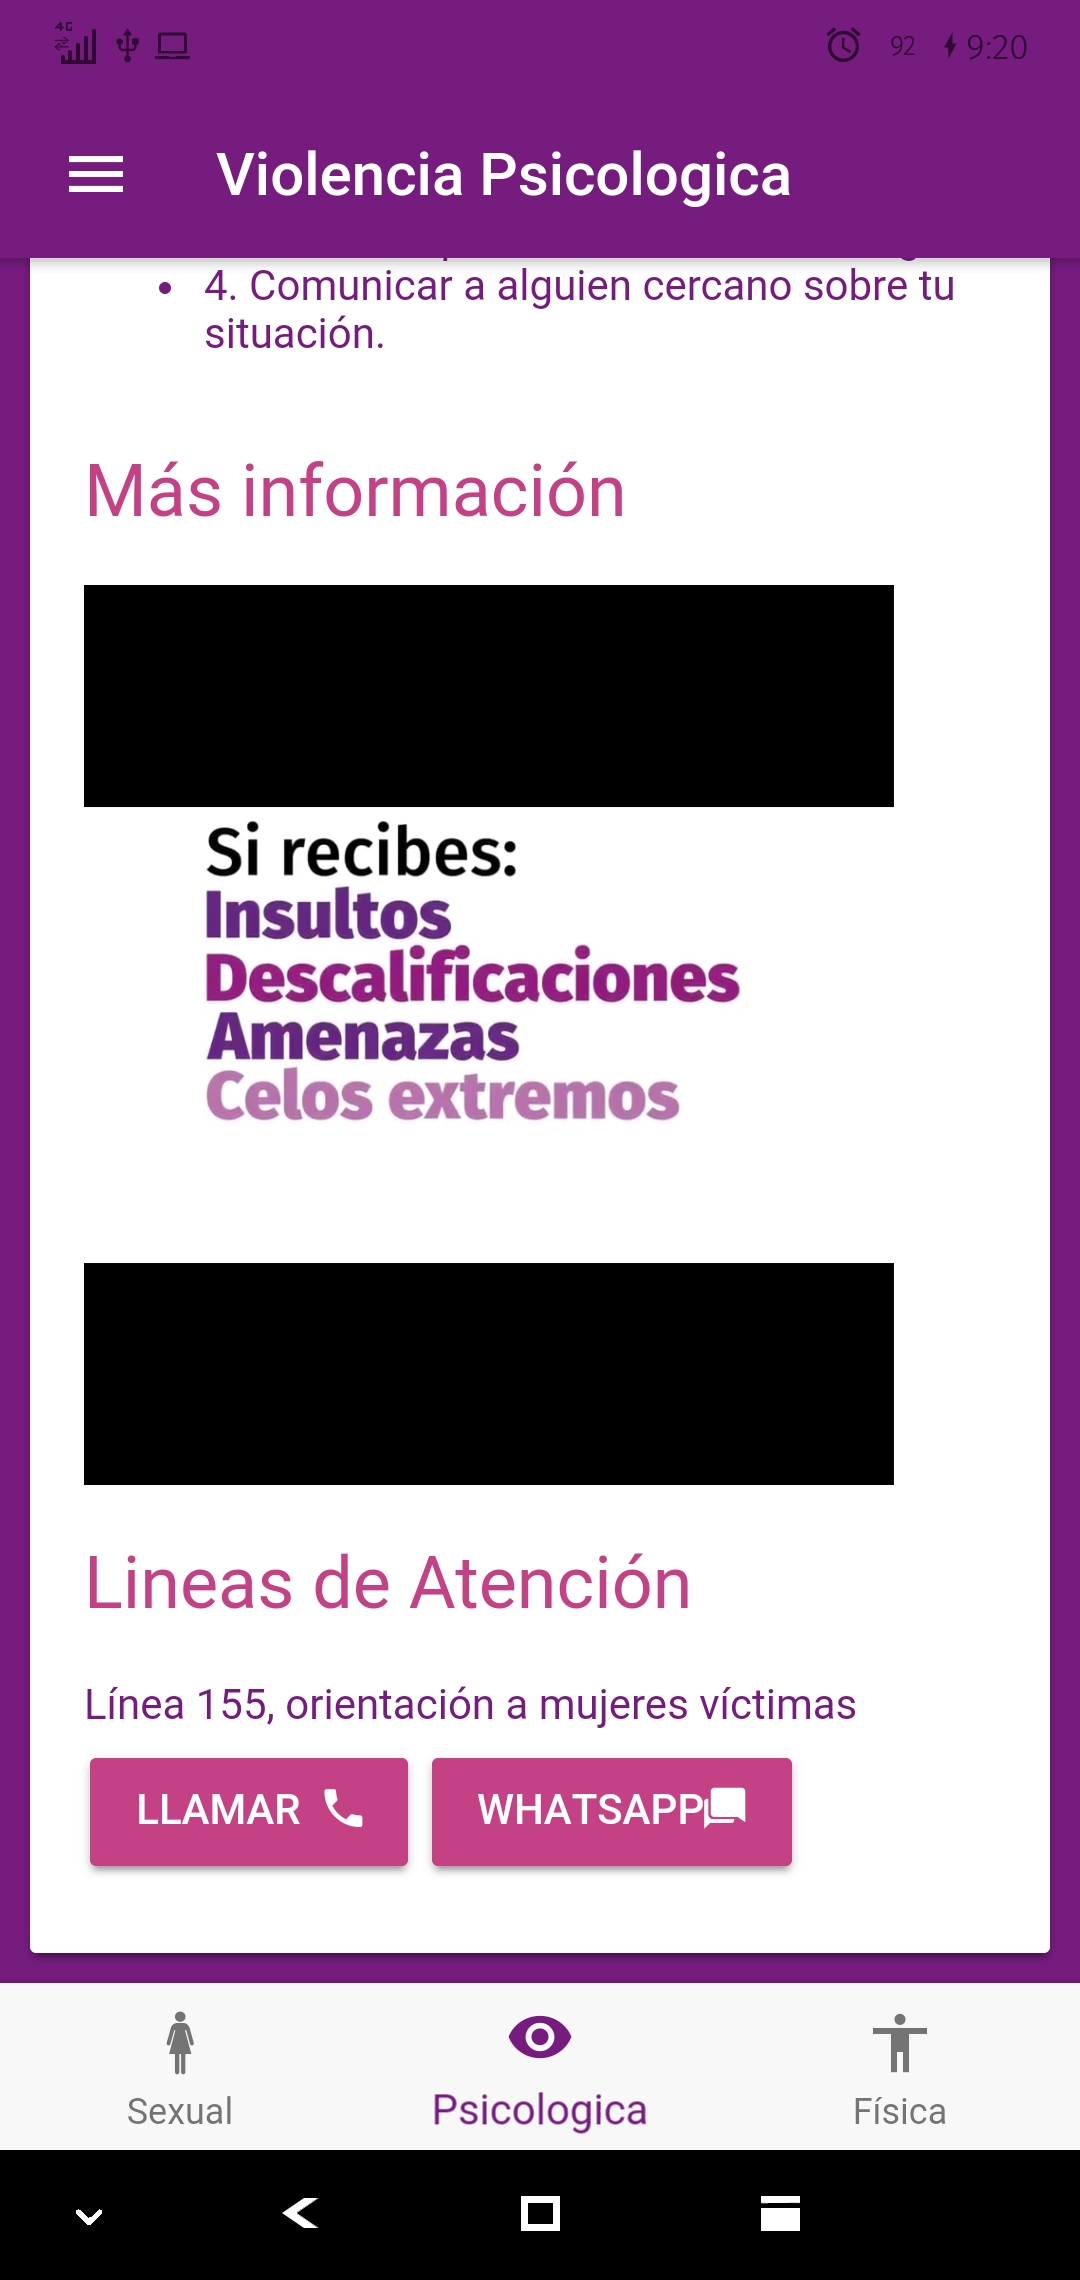 4G
92
9:20
Violencia Psicologica
4. Comunicar a alguien cercano sobre tu
situación.
Más información
Si recibes:
Insultos
Descalificaciones
Amenazas
Celos extremos
Lineas de Atención
Línea 155, orientación a mujeres víctimas
LLAMAR
WHATSAPP
Sexual
Psicologica
Física